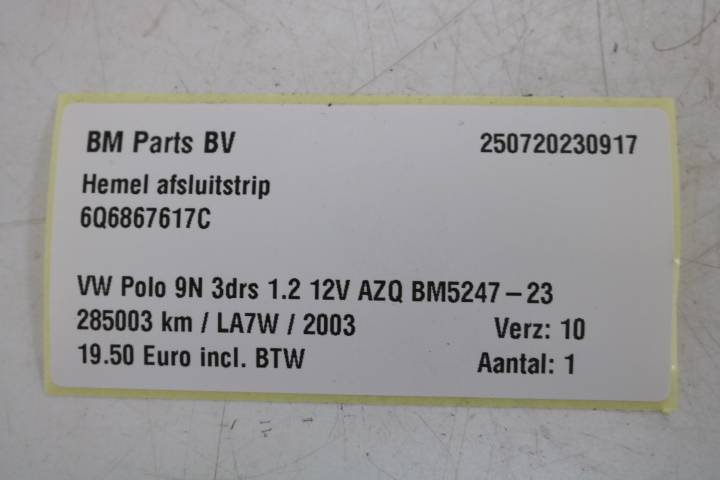 BM Parts BV 250720230917
Hemel afsluitstrip
6Q6867617C
VW Polo 9N 3drs 1.2 12V AZQ BM5247-23
285003 km / LA7W / 2003 Verz: 10
19.50 Euro incl. BTW Aantal: 1